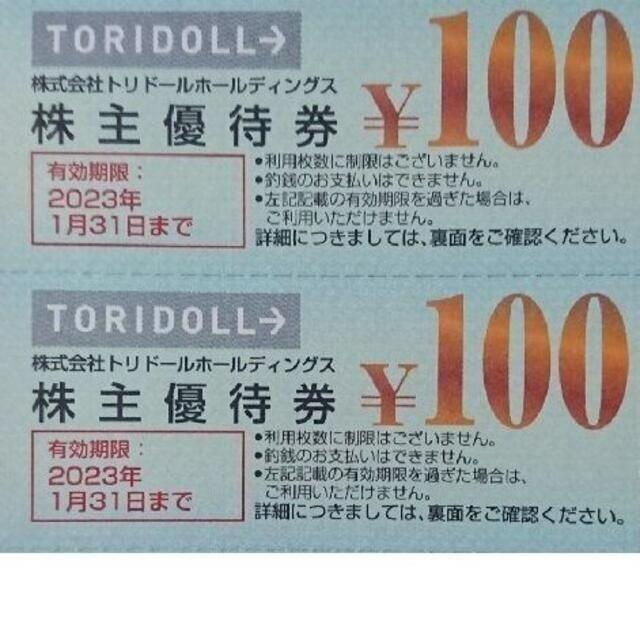 TORIDOLL→
株式会社トリドールホールディングス
株主優待券
¥100
有効期限：
2023年
1月31日まで
•利用枚数に制限はございません。
•釣銭のお支払いはできません。
•左記記載の有効期限を過ぎた場合は、
ご利用いただけません。
詳細につきましては、裏面をご確認ください。
TORIDOLL→
株式会社トリドールホールディングス
株主優待券
¥100
有効期限：
2023年
1月31日まで
•利用枚数に制限はございません。
•釣銭のお支払いはできません。
•左記記載の有効期限を過ぎた場合は、
ご利用いただけません。
詳細につきましては、裏面をご確認ください。